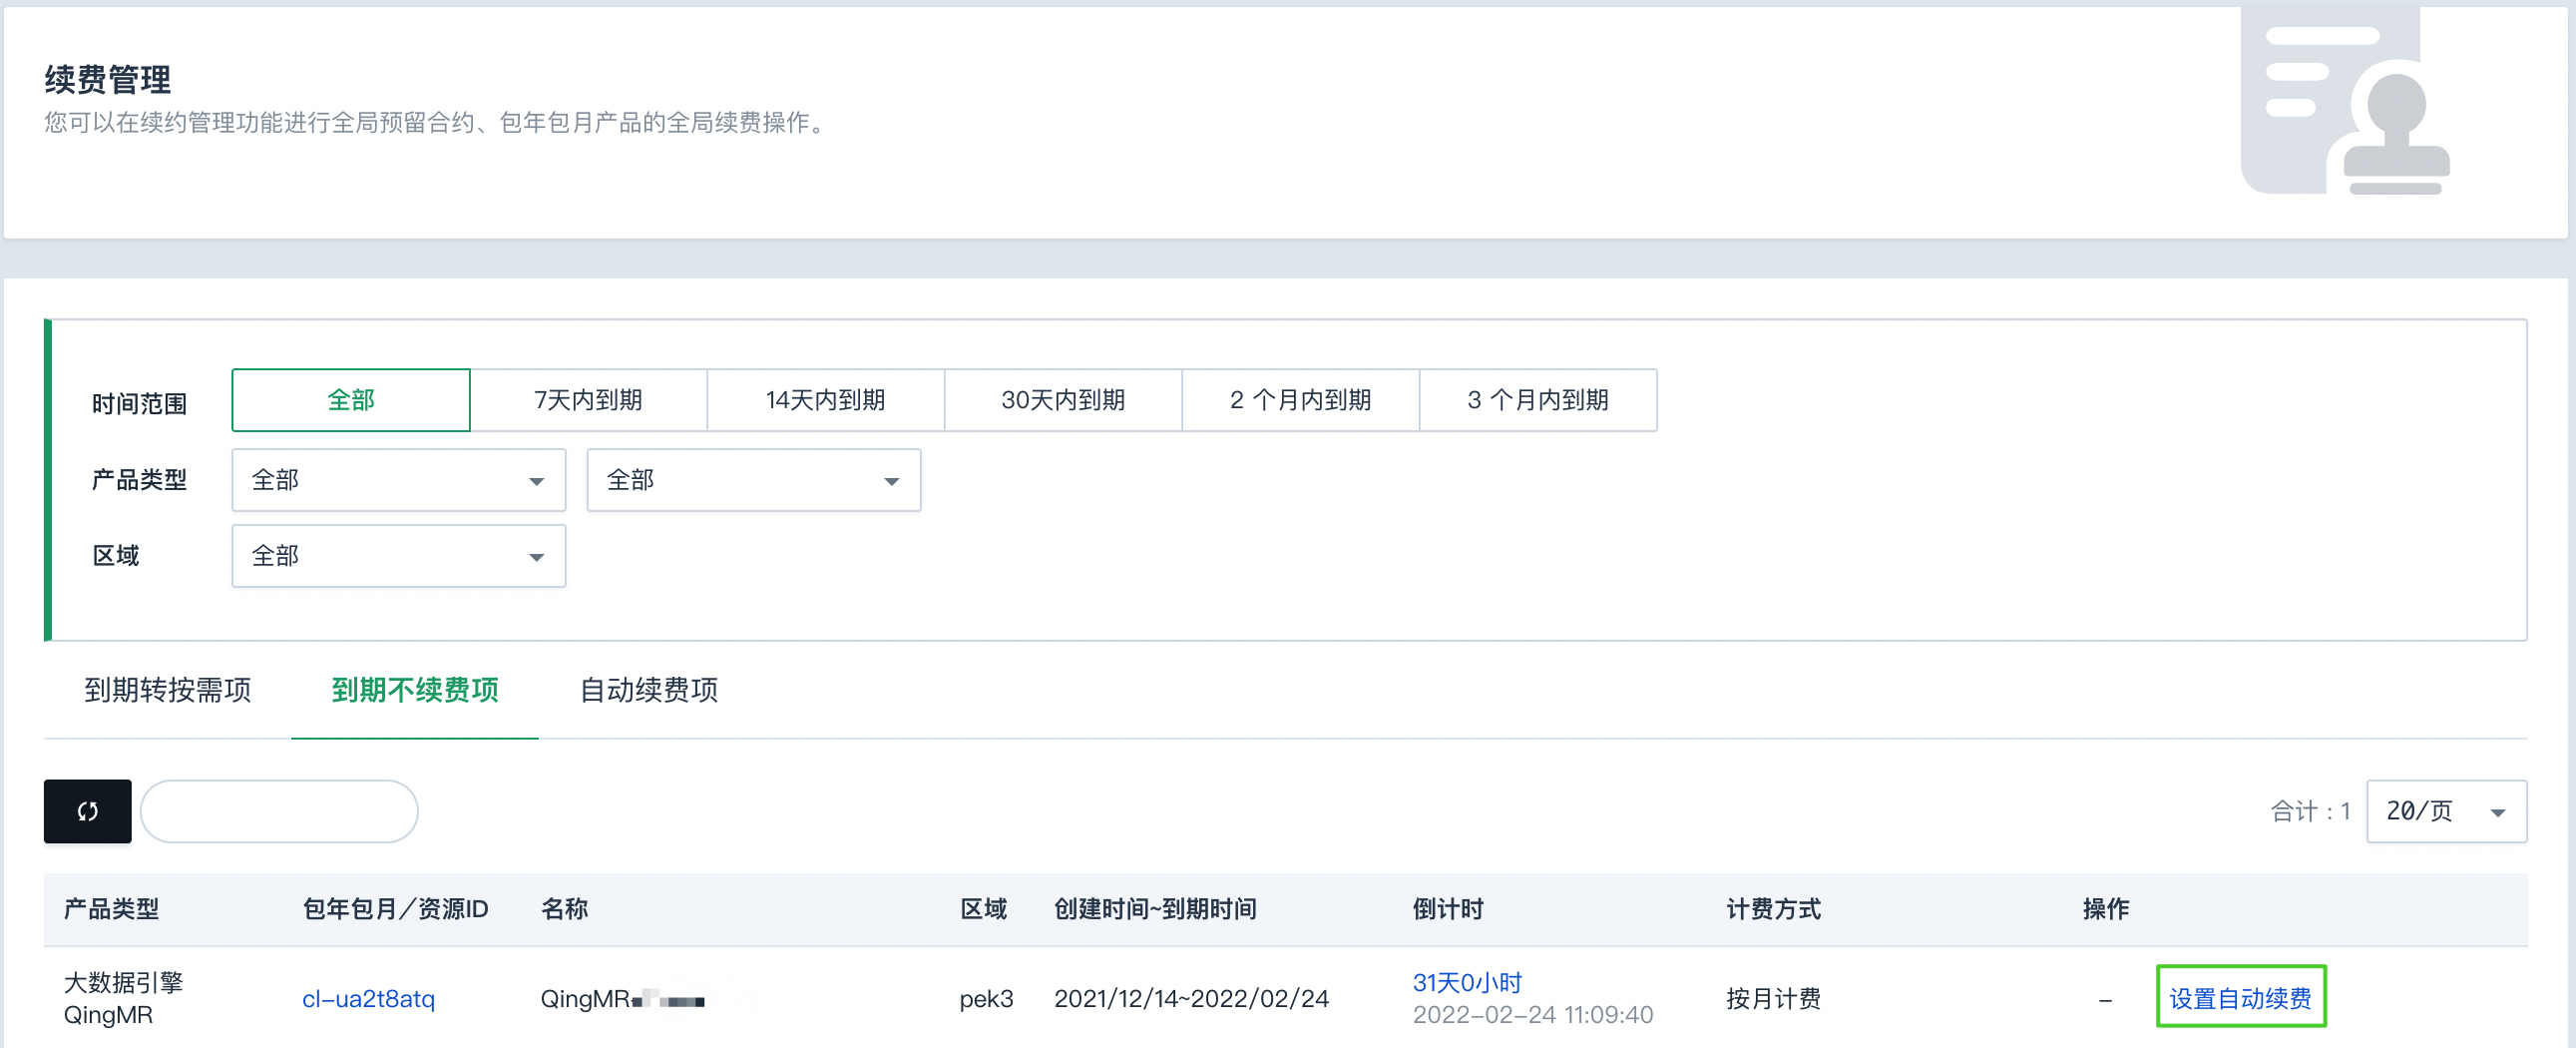 续费管理
您可以在续约管理功能进行全局预留合约、包年包月产品的全局续费操作。
时间范围 全部 7天内到期 14天内到期 30天内到期 2 个月内到期 3 个月内到期
产品类型 全部 全部
区域 全部
到期转按需项 到期不续费项 自动续费项
合计：1 20/页
产品类型 包年包月／资源ID 名称 区域 创建时间~到期时间 倒计时 计费方式 操作
大数据引擎 31天0小时
cl-ua2t8atq QingMR- pek3 2021/12/14~2022/02/24 按月计费 – 设置自动续费
QingMR 2022-02-24 11:09:40